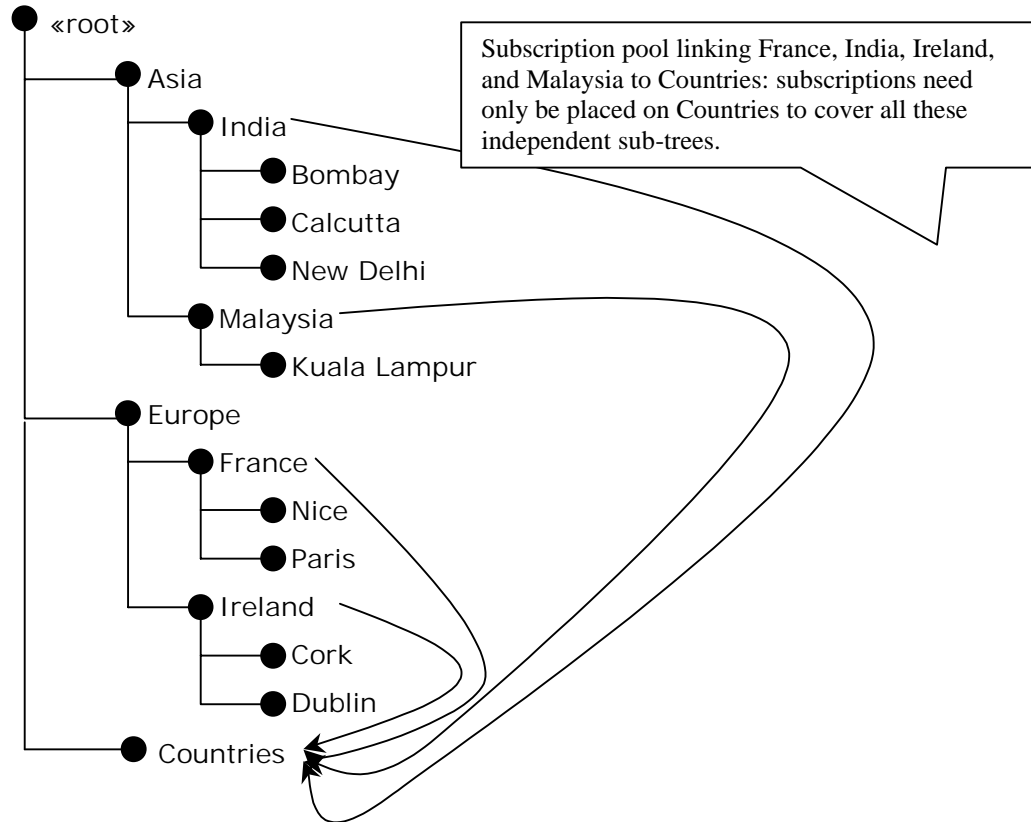 «root»
Subscription pool linking France, India, Ireland,
and Malaysia to Countries: subscriptions need
only be placed on Countries to cover all these
independent sub-trees.
Asia
India
Bombay
Calcutta
New Delhi
Malaysia
Kuala Lampur
Europe
France
Nice
Paris
Ireland
Cork
Dublin
Countries